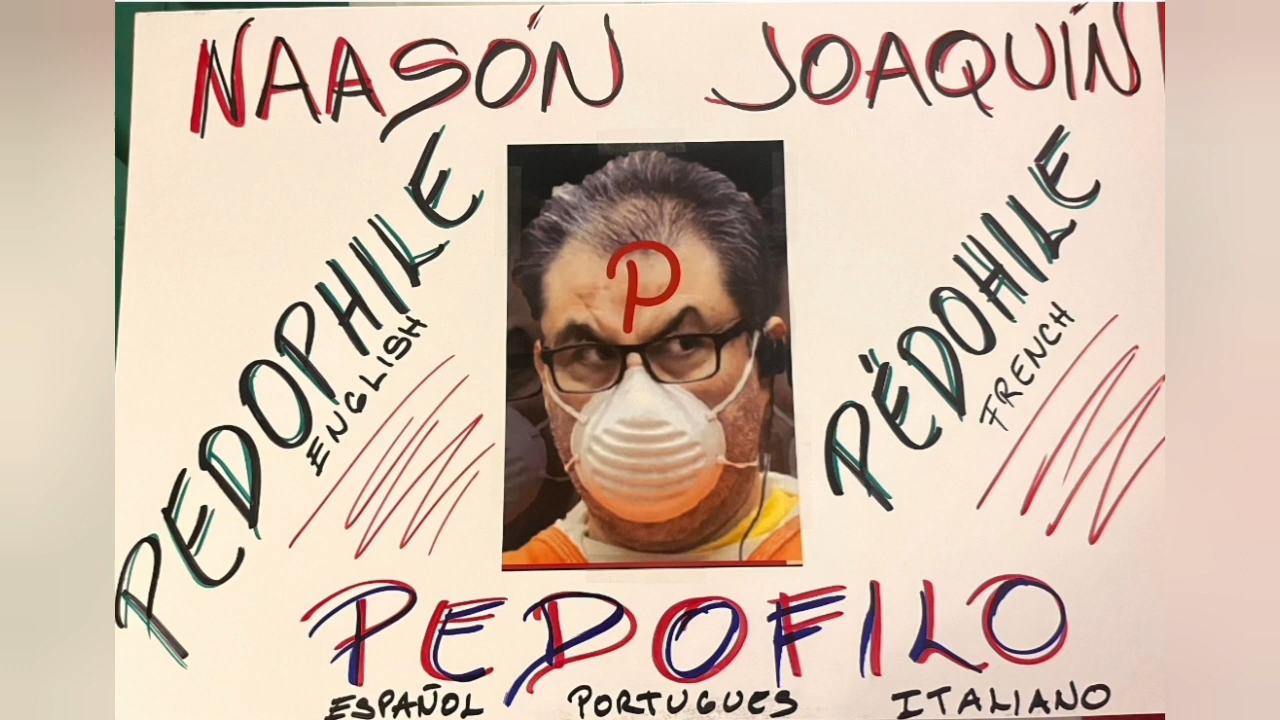 NAASÓN JOAQUÍN
PEDOPHILE
ENGLISH
P
PËDOHILE
FRENCH
PEDOFILO
ESPAÑOL PORTUGUES ITALIANO